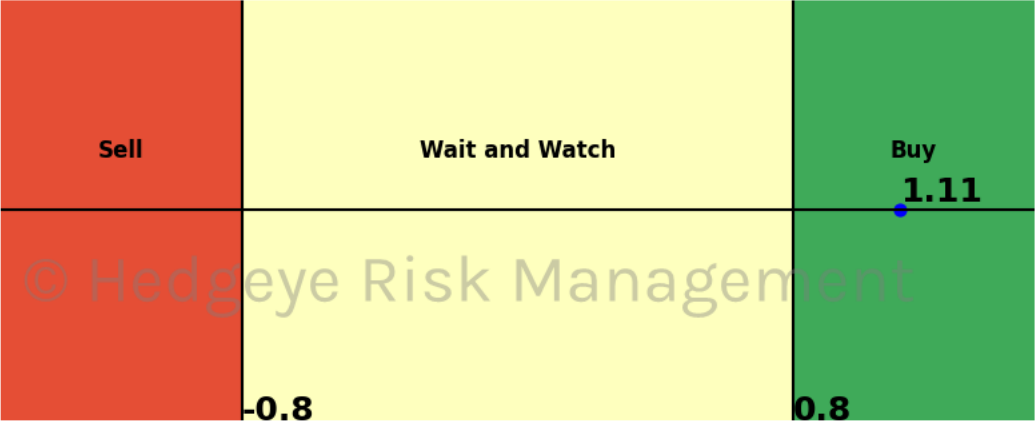 Sell
Wait and Watch
Buy
1.11
© Hedgeye Risk Management
-0.8
0.8